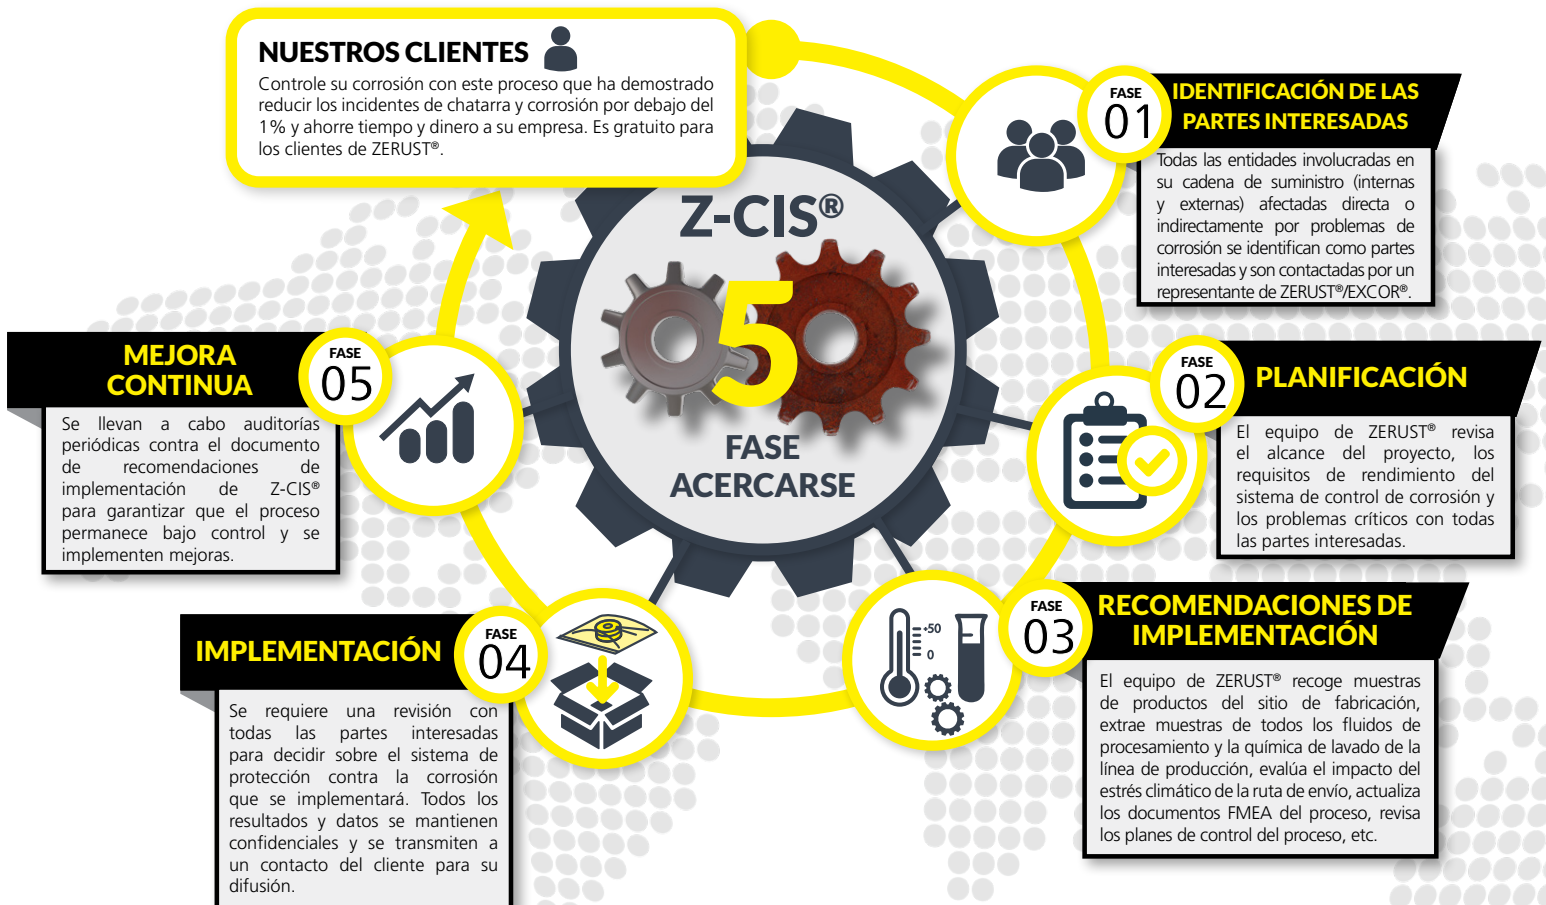 NUESTROS CLIENTES
Controle su corrosión con este proceso que ha demostrado
reducir los incidentes de chatarra y corrosión por debajo del
1% y ahorre tiempo y dinero a su empresa. Es gratuito para
los clientes de ZERUST®.
Z-CIS®
5
FASE
ACERCARSE
FASE
01
IDENTIFICACIÓN DE LAS
PARTES INTERESADAS
Todas las entidades involucradas en
su cadena de suministro (internas
y externas) afectadas directa o
indirectamente por problemas de
corrosión se identifican como partes
interesadas y son contactadas por un
representante de ZERUST®/EXCOR®.
FASE
02
PLANIFICACIÓN
El equipo de ZERUST® revisa
el alcance del proyecto, los
requisitos de rendimiento del
sistema de control de corrosión y
los problemas críticos con todas
las partes interesadas.
FASE
03
RECOMENDACIONES DE
IMPLEMENTACIÓN
El equipo de ZERUST® recoge muestras
de productos del sitio de fabricación,
extrae muestras de todos los fluidos de
procesamiento y la química de lavado de la
línea de producción, evalúa el impacto del
estrés climático de la ruta de envío, actualiza
los documentos FMEA del proceso, revisa
los planes de control del proceso, etc.
+50
0
FASE
04
IMPLEMENTACIÓN
Se requiere una revisión con
todas las partes interesadas
para decidir sobre el sistema de
protección contra la corrosión
que se implementará. Todos los
resultados y datos se mantienen
confidenciales y se transmiten a
un contacto del cliente para su
difusión.
FASE
05
MEJORA
CONTINUA
Se llevan a cabo auditorías
periódicas contra el documento
de recomendaciones de
implementación de Z-CIS®
para garantizar que el proceso
permanece bajo control y se
implementen mejoras.